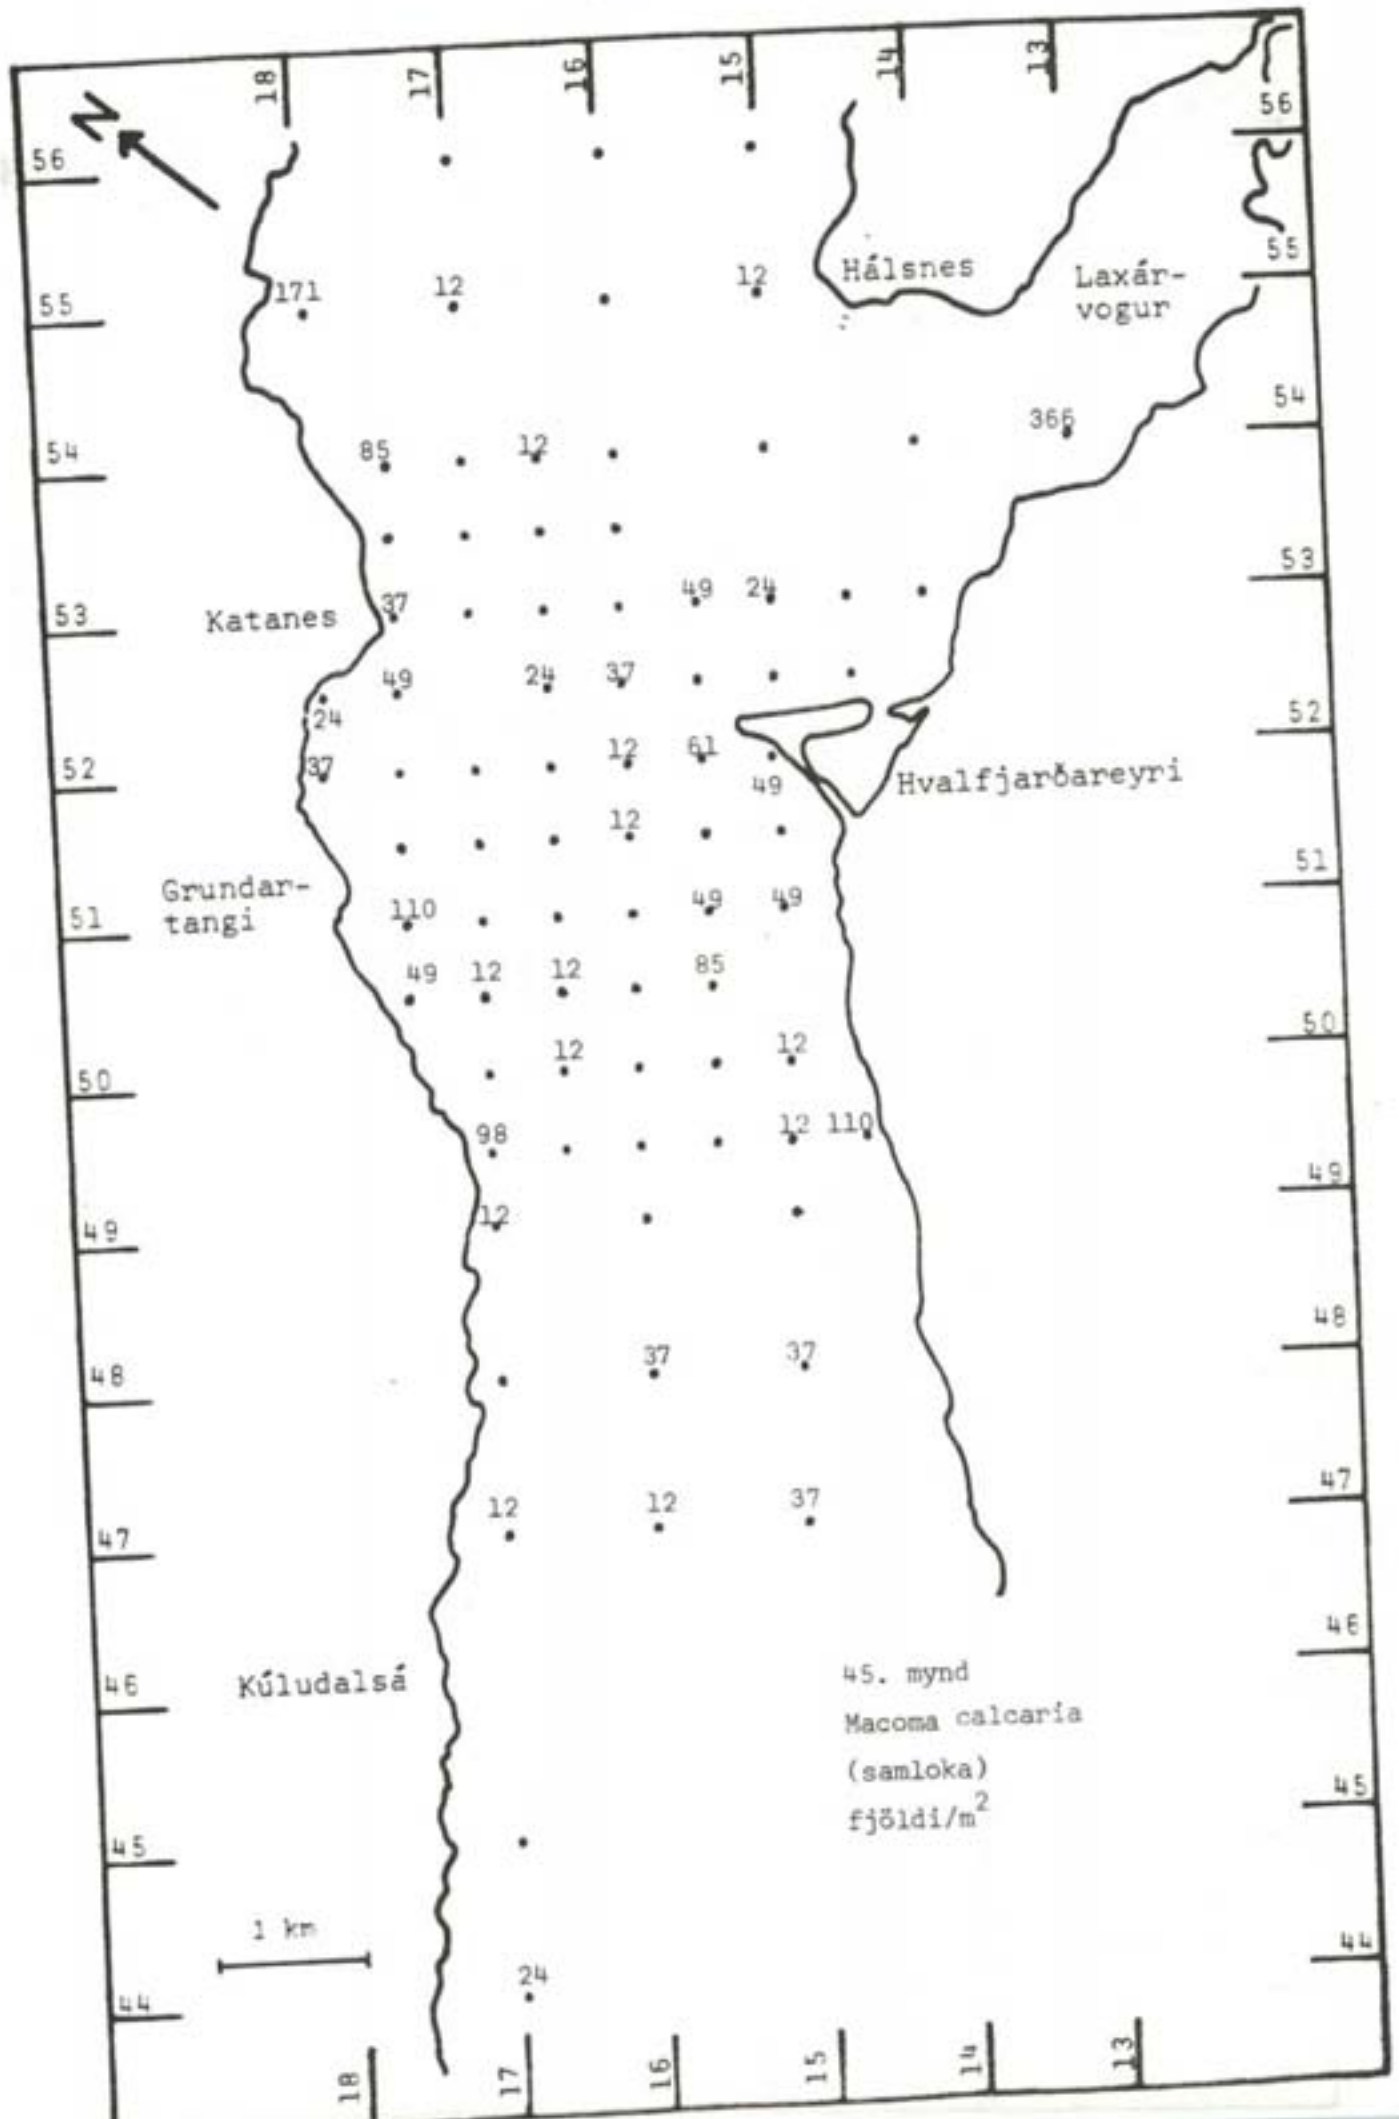 18 17 16 15 14 13
N
56
56
55
Hálsnes
Laxár-
vogur
171 12 12
55
54
366
85 12
54
53
49 24
37
Katanes
53
49 24 37
24
52
12 61
37
52
49
Hvalfjarðareyri
12
51
Grundar-
tangi
110 49 49
51
49 12 12 85
50
12 12
50
98 12 110
49
12
49
48
37 37
48
47
12 12 37
47
46
Kúludalsá
46
45. mynd
Macoma calcaria
(samloka)
fjöldi/m²
45
45
1 km
44
24
44
18 17 16 15 14 13